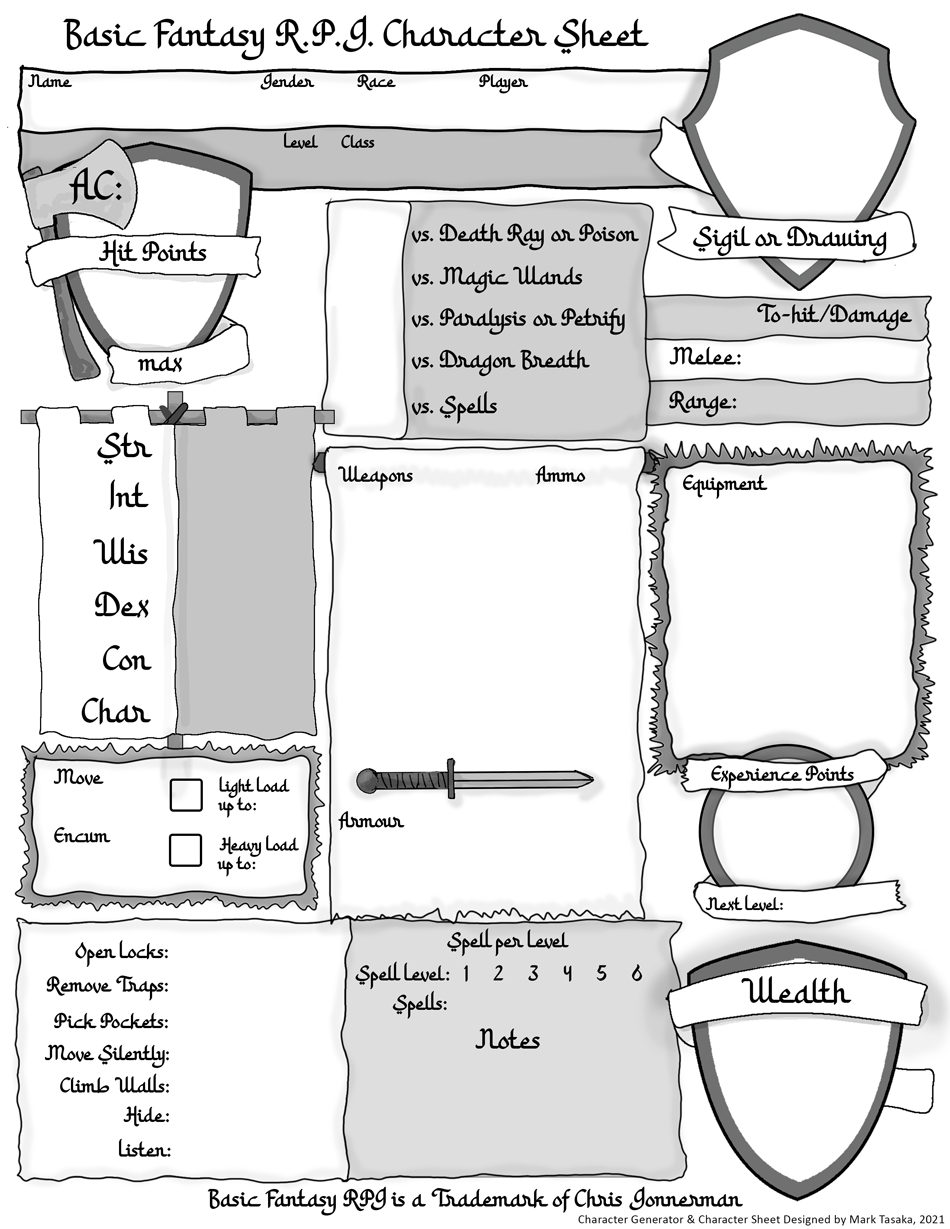 Basic Fantasy R.P.G. Character Sheet
Name Gender Race Player
Level Class
AC:
Hit Points
max
vs. Death Ray or Poison
vs. Magic Wands
vs. Paralysis or Petrify
vs. Dragon Breath
vs. Spells
Sigil or Drawing
To-hit/Damage
Melee:
Range:
Str
Int
Wis
Dex
Con
Char
Weapons Ammo
Armour
Equipment
Move
Light Load
up to:
Encum
Heavy Load
up to:
Experience Points
Next Level:
Open Locks:
Remove Traps:
Pick Pockets:
Move Silently:
Climb Walls:
Hide:
Listen:
Spell per Level
Spell Level: 1 2 3 4 5 6
Spells:
Notes
Wealth
Basic Fantasy RPG is a Trademark of Chris Gonnerman
Character Generator & Character Sheet Designed by Mark Tasaka, 2021